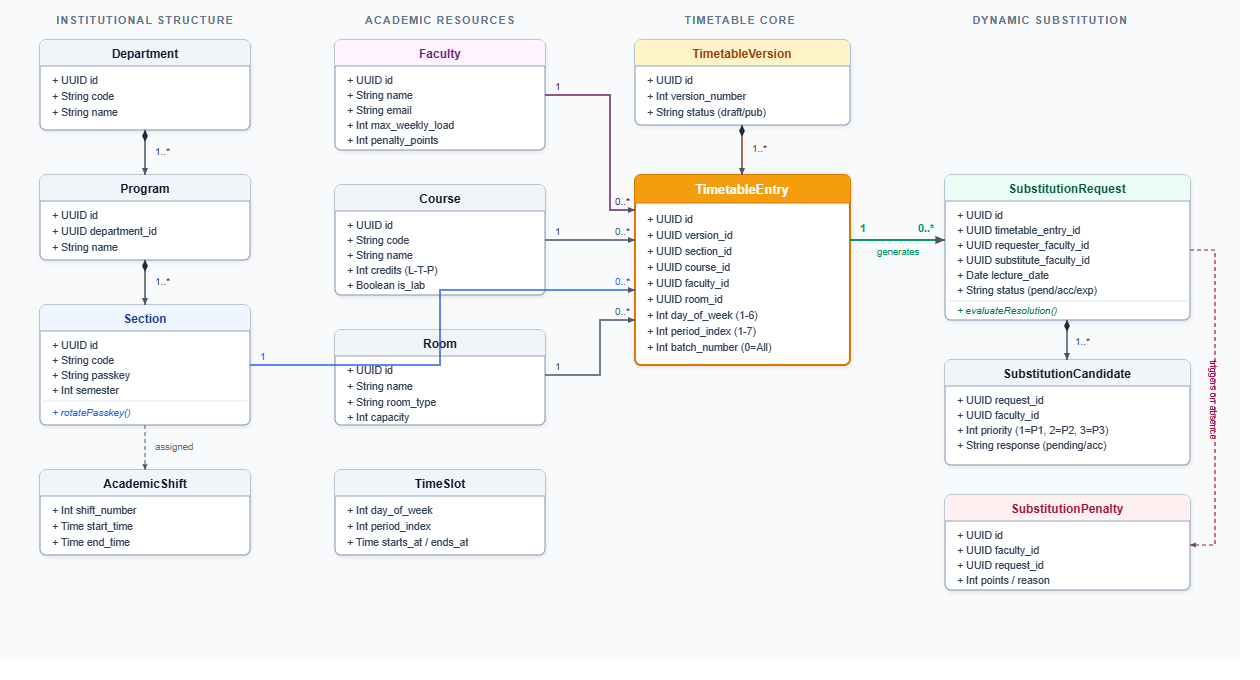 INSTITUTIONAL STRUCTURE
Department
+ UUID id
+ String code
+ String name
1..*
Program
+ UUID id
+ UUID department_id
+ String name
1..*
Section
+ UUID id
+ String code
+ String passkey
+ Int semester
+ rotatePasskey()
1
assigned
AcademicShift
+ Int shift_number
+ Time start_time
+ Time end_time
ACADEMIC RESOURCES
Faculty
+ UUID id
+ String name
+ String email
+ Int max_weekly_load
+ Int penalty_points
1
Course
+ UUID id
+ String code
+ String name
+ Int credits (L-T-P)
+ Boolean is_lab
1
Room
+ UUID id
+ String name
+ String room_type
+ Int capacity
1
TimeSlot
+ Int day_of_week
+ Int period_index
+ Time starts_at / ends_at
TIMETABLE CORE
TimetableVersion
+ UUID id
+ Int version_number
+ String status (draft/pub)
1..*
0..*
0..*
0..*
0..*
TimetableEntry
+ UUID id
+ UUID version_id
+ UUID section_id
+ UUID course_id
+ UUID faculty_id
+ UUID room_id
+ Int day_of_week (1-6)
+ Int period_index (1-7)
+ Int batch_number (0=All)
1
0..*
generates
DYNAMIC SUBSTITUTION
SubstitutionRequest
+ UUID id
+ UUID timetable_entry_id
+ UUID requester_faculty_id
+ UUID substitute_faculty_id
+ Date lecture_date
+ String status (pend/acc/exp)
+ evaluateResolution()
1..*
SubstitutionCandidate
+ UUID request_id
+ UUID faculty_id
+ Int priority (1=P1, 2=P2, 3=P3)
+ String response (pending/acc)
triggers on absence
SubstitutionPenalty
+ UUID id
+ UUID faculty_id
+ UUID request_id
+ Int points / reason